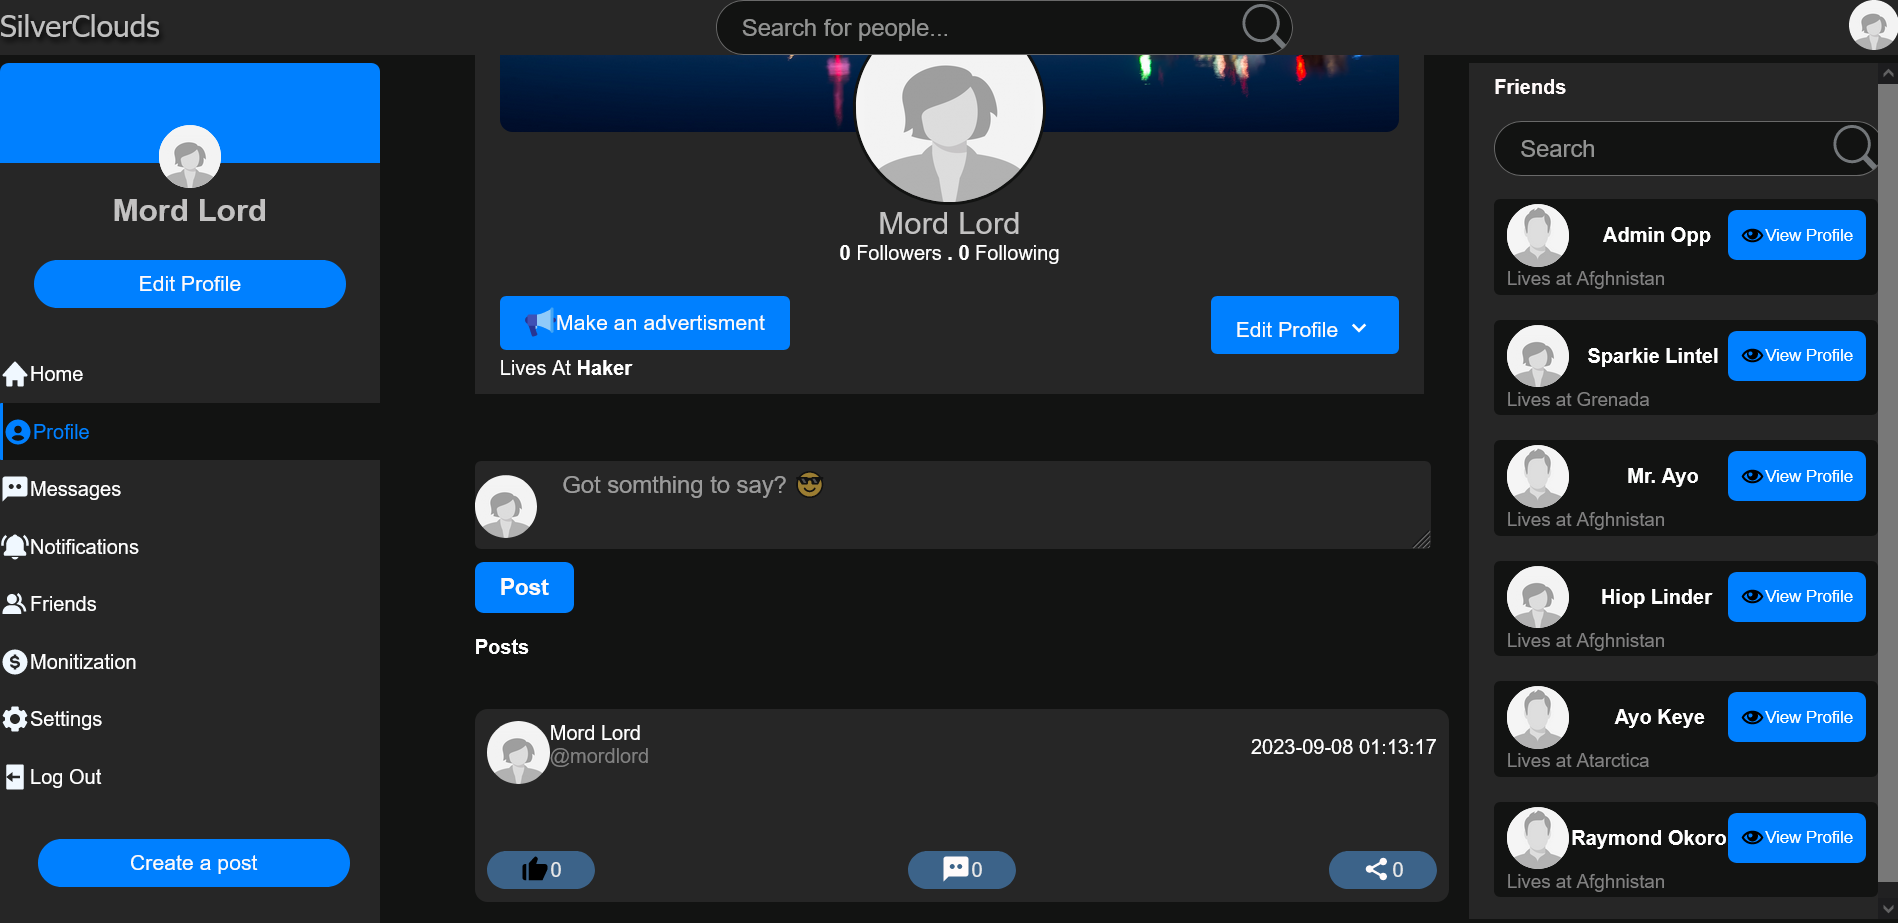 SilverClouds
Search for people...
Mord Lord
Edit Profile
Home
Profile
Messages
Notifications
Friends
Monitization
Settings
Log Out
Create a post
Mord Lord
0 Followers . 0 Following
Make an advertisment
Edit Profile
Lives At Haker
Got somthing to say? 😎
Post
Posts
Mord Lord
@mordlord
2023-09-08 01:13:17
0
0
0
Friends
Search
Admin Opp
View Profile
Lives at Afghnistan
Sparkie Lintel
View Profile
Lives at Grenada
Mr. Ayo
View Profile
Lives at Afghnistan
Hiop Linder
View Profile
Lives at Afghnistan
Ayo Keye
View Profile
Lives at Atarctica
Raymond Okoro
View Profile
Lives at Afghnistan